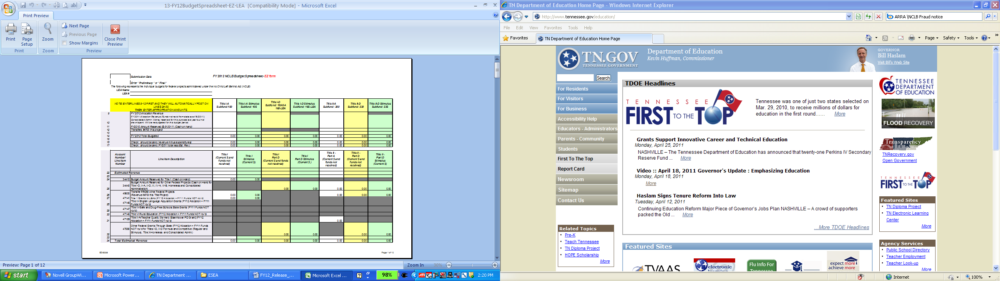 13-FY12BudgetSpreadsheet-EZ-LEA [Compatibility Mode] - Microsoft Excel
Print Preview
Print
Page Setup
Zoom
Next Page
Previous Page
Show Margins
Close Print Preview
Print
Zoom
Preview
Submission Date
FY 2012 NCLB Budget Spreadsheet- EZ form
Enter "Preliminary" or "Final"
The following represents the individual budgets for federal projects administered under the No Child Left Behind Act (NCLB)
LEA Name
LEA #
NOTE: ENTER LINES 9-12 FIRST AND THEY WILL AUTOMATICALLY POST ON LINES 24-30.
THEN ENTER APPROPRIATION AMOUNTS.
Title I-A Subfund:100
Title I-A Stimulus Subfund: 10S
Title I-D Subfund: 150-SA 160-LEA
Title I-D Stimulus Subfund: 16S-LEA
Title II-A Subfund: 200
Title II-D Subfund: 230
Title II-D Stimulus Subfund: 23S
9 FY2012 Allocation Revenue
10 FY2011 Allocation Revenue (Funds not rec'd from state as of 6-30-11)
Consolidated Admin: Money reserved for this purpose last year but not drawn/spent. Will be re-budgeted for this budget period.
11 FY2010 Amount Reserved @ 6-30-11 (Cash on hand)
12 Transfers INTO this project
13
14 FY2012 Total Budgeted 0.00 0.00 0.00 0.00 0.00 0.00 0.00
15
16 Check: should be zero (revenue minus expenditures) 0.00 0.00 0.00 0.00 0.00 0.00 0.00
17 Check: should be zero (FY2011 total less Est. Rev.) 0.00 0.00 0.00 0.00 0.00 0.00 0.00
Account Number/ Line Item Number
Line Item Description
Title I (Current $ and funds not received)
Title I Stimulus (Current $)
Title I Part D (Current $ and funds not received)
Title I Part D Stimulus (Current $ )
Title II - Part A (Current $ and funds not received)
Title II - Part D (Current $ and funds not received)
Title II - Part D Stimulus (Current $)
22 Estimated Revenue
23
24 34410 Budget Amount Reserved for Title 1 (Cash on Hand) 0.00 0.00
25 34440 Budget Amount Reserved for Other Federal Projects (Cash on Hand for Title I-D, II-A, II-D, III, IV-A, VI-B, Homeless and Consolidated Administration) 0.00 0.00 0.00 0.00 0.00
26 49800 Transfer FROM other Federal Projects (Revenue INTO this Title/Project) 0.00 0.00 0.00 0.00 0.00
27 47141 Title 1 Grants to LEA's (FY12 Allocation + FY11 Funds NOT rcv'd) 0.00 0.00
28 47146 Title III-English Language Acquisition Grants (FY12 Allocation + FY11 Funds NOT rcv'd)
29 47147 Title IV-Safe and Drug-Free Schools State Grants (FY11 Funds NOT rcv'd)
30 47148 Title VI-Rural Education (FY12 Allocation + FY11 Funds NOT rcv'd)
31 47189 Title II-A-Teacher Quality [formerly Eisenhower PD Grant] (FY12 Allocation + FY11 Funds NOT rcv'd) 0.00
32 47590 Other Federal Grants Through State (FY12 Allocation + FY11 Funds NOT rcv'd for Titles I-D, II-D Formula and Competitive (Regular and Stimulus), Title X-Homeless and Consolidated Admin.) 0.00 0.00 0.00 0.00
33
34 Total Estimated Revenue 0.00 0.00 0.00 0.00 0.00 0.00 0.00
ED-5338
Page 1 of 12
Preview: Page 1 of 12
Zoom In 30%
start
Novell GroupWi...
Microsoft Power...
TN Department ...
ESEA
FY12_Release_...
Microsoft Excel ...
98%
ATI
2:20 PM
TN Department of Education Home Page - Windows Internet Explorer
http://www.tennessee.gov/education/
ARRA \NCLB Fraud notice
File Edit View Favorites Tools Help
Favorites
TN Department of Education Home Page
Page Safety Tools
TN.GOV
TENNESSEE GOVERNMENT
Department of Education
Kevin Huffman, Commissioner
GOVERNOR
Bill Haslam
Visit Bill's Web Site
Search
For Residents
For Visitors
For Business
Accessibility Help
Educators - Administrators
Parents - Community
Students
First To The Top
Report Card
Newsroom
Sitemap
Contact Us
Related Topics
• Pre-K
• Teach Tennessee
• TN Diploma Project
• HOPE Scholarship
More
TDOE Headlines
TENNESSEE
FIRST TO THE TOP
Tennessee was one of just two states selected on
Mar. 29, 2010, to receive millions of dollars for
education in the first round...... More
Grants Support Innovative Career and Technical Education
Monday, April 25, 2011
NASHVILLE – The Tennessee Department of Education has announced that twenty-one Perkins IV Secondary
Reserve Fund ... More
Video :: April 18, 2011 Governor's Update : Emphasizing Education
Monday, April 18, 2011
More
Haslam Signs Tenure Reform Into Law
Tuesday, April 12, 2011
Continuing Education Reform Major Piece of Governor's Jobs Plan NASHVILLE – A crowd of supporters
packed the Old ... More
...More TDOE Headlines
Featured Sites
TVAAS
electronic
learning
Flu Info For
Tennessee
expect more
achieve more
TENNESSEE
DEPARTMENT
OF EDUCATION
FLOOD RECOVERY
Transparency
TNRecovery.gov
Open Government
TENNESSEE
FIRST TO THE TOP
Featured Sites
• TN Diploma Project
• TN Electronic Learning
Center
More
Agency Services
• Public School Directory
• Teacher Employment
• Teacher Look-up
More
Internet
100%